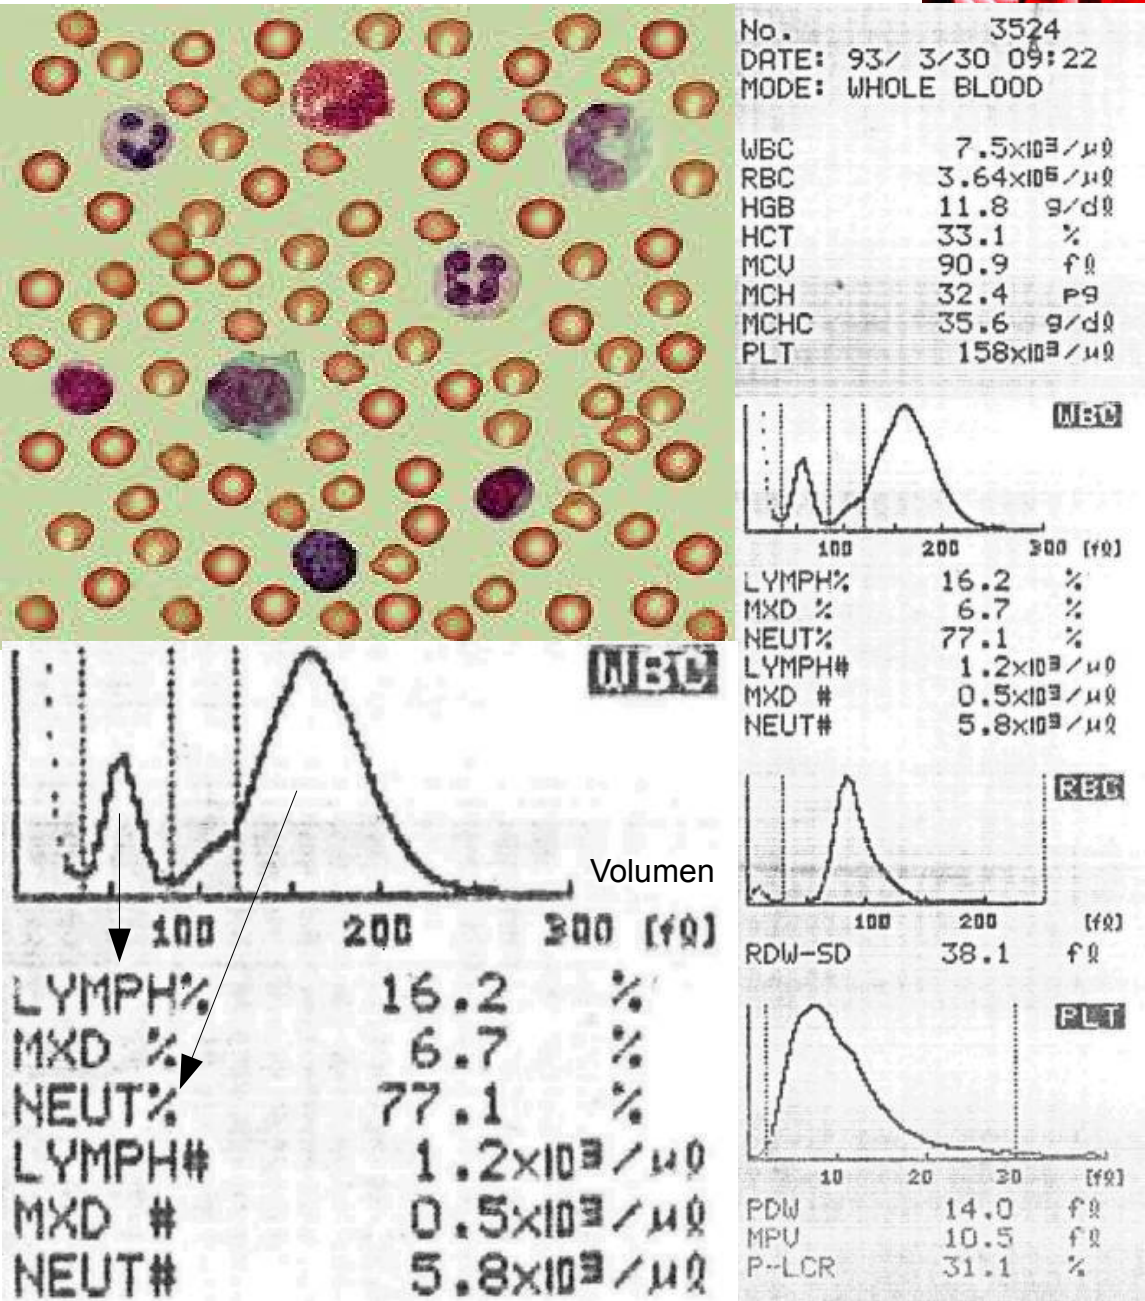 No. 3524
DATE: 93/ 3/30 09:22
MODE: WHOLE BLOOD
WBC 7.5x10³/µl
RBC 3.64x10⁶/µl
HGB 11.8 g/dl
HCT 33.1 %
MCV 90.9 fl
MCH 32.4 pg
MCHC 35.6 g/dl
PLT 158x10³/µl
WBC
100 200 300 [fl]
LYMPH% 16.2 %
MXD % 6.7 %
NEUT% 77.1 %
LYMPH# 1.2x10³/µl
MXD # 0.5x10³/µl
NEUT# 5.8x10³/µl
RBC
100 200 [fl]
RDW-SD 38.1 fl
PLT
10 20 30 [fl]
PDW 14.0 fl
MPV 10.5 fl
P-LCR 31.1 %
WBC
Volumen
100 200 300 [fl]
LYMPH% 16.2 %
MXD % 6.7 %
NEUT% 77.1 %
LYMPH# 1.2x10³/µl
MXD # 0.5x10³/µl
NEUT# 5.8x10³/µl